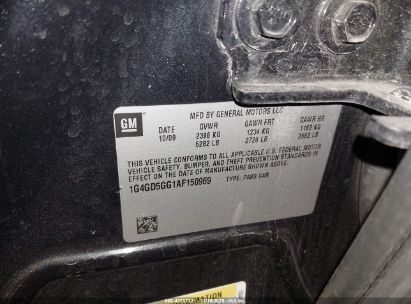 GM
MFD BY GENERAL MOTORS LLC
DATE GVWR GAWR FRT GAWR RR
10/09 2396 KG 1234 KG 1162 KG
5282 LB 2720 LB 2562 LB
THIS VEHICLE CONFORMS TO ALL APPLICABLE U.S. FEDERAL MOTOR
VEHICLE SAFETY, BUMPER, AND THEFT PREVENTION STANDARDS IN
EFFECT ON THE DATE OF MANUFACTURE SHOWN ABOVE.
1G4GD5GG1AF150969 TYPE: PASS CAR